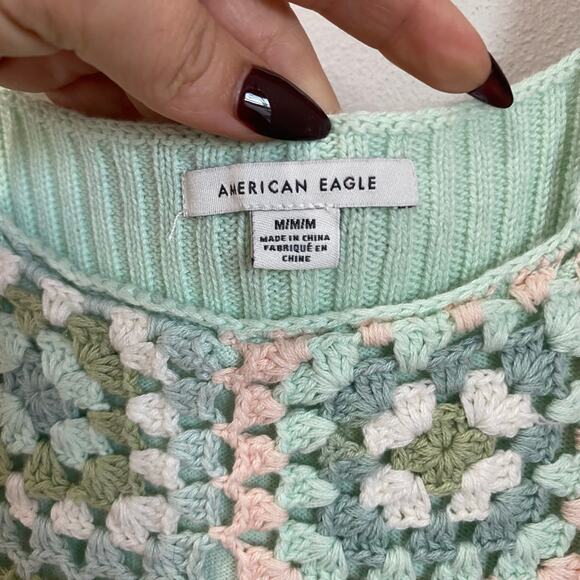 AMERICAN EAGLE
M/M/M
MADE IN CHINA
FABRIQUÉ EN
CHINE